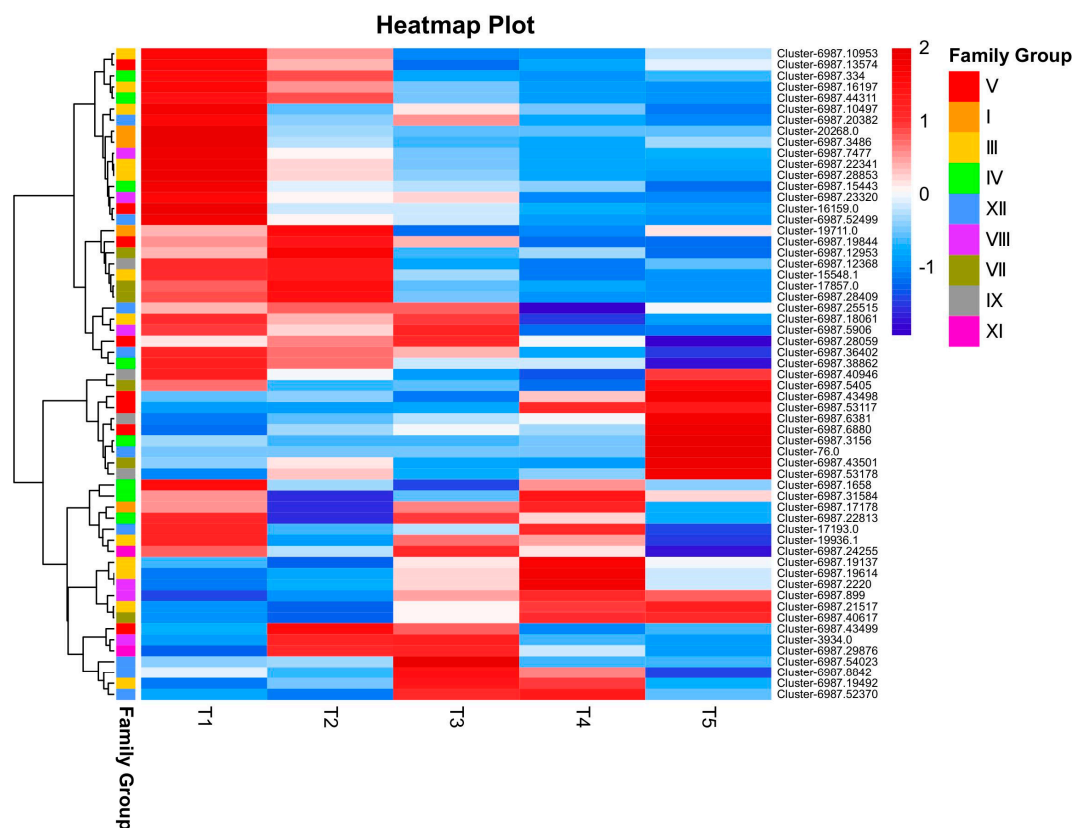 Heatmap Plot
Cluster-6987.10953
Cluster-6987.13574
Cluster-6987.334
Cluster-6987.16197
Cluster-6987.44311
Cluster-6987.10497
Cluster-6987.20382
Cluster-20268.0
Cluster-6987.3486
Cluster-6987.7477
Cluster-6987.22341
Cluster-6987.28853
Cluster-6987.15443
Cluster-6987.23320
Cluster-16159.0
Cluster-6987.52499
Cluster-19711.0
Cluster-6987.19844
Cluster-6987.12953
Cluster-6987.12368
Cluster-15548.1
Cluster-17857.0
Cluster-6987.28409
Cluster-6987.25515
Cluster-6987.18061
Cluster-6987.5906
Cluster-6987.28059
Cluster-6987.36402
Cluster-6987.38862
Cluster-6987.40946
Cluster-6987.5405
Cluster-6987.43498
Cluster-6987.53117
Cluster-6987.6381
Cluster-6987.6880
Cluster-6987.3156
Cluster-76.0
Cluster-6987.43501
Cluster-6987.53178
Cluster-6987.1658
Cluster-6987.31584
Cluster-6987.17178
Cluster-6987.22813
Cluster-17193.0
Cluster-19936.1
Cluster-6987.24255
Cluster-6987.19137
Cluster-6987.19614
Cluster-6987.2220
Cluster-6987.899
Cluster-6987.21517
Cluster-6987.40617
Cluster-6987.43499
Cluster-3934.0
Cluster-6987.29876
Cluster-6987.54023
Cluster-6987.8842
Cluster-6987.19492
Cluster-6987.52370
Family Group
T1
T2
T3
T4
T5
2
1
0
-1
Family Group
V
I
III
IV
XII
VIII
VII
IX
XI